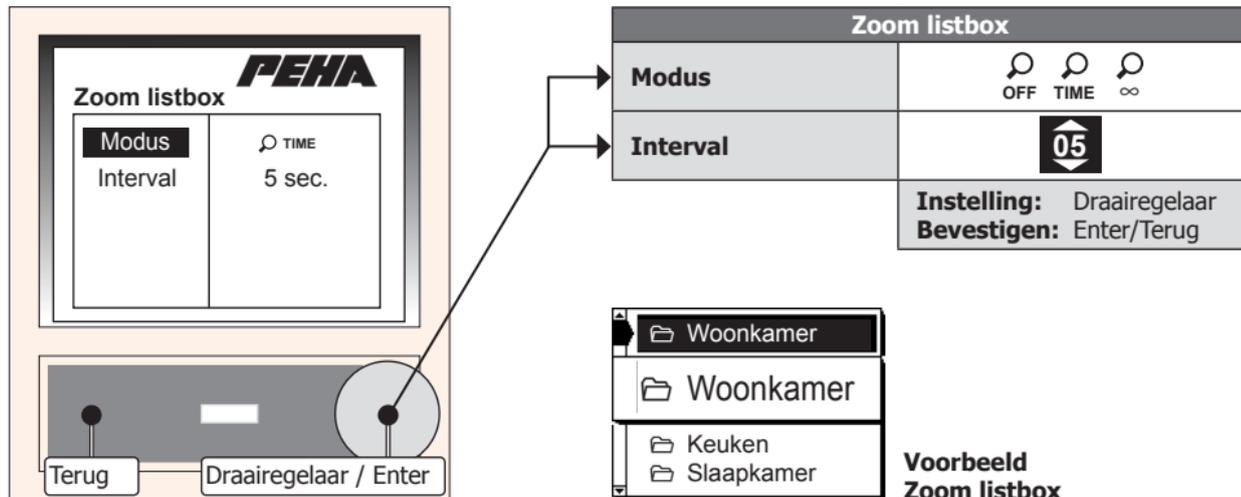 PEHA
Zoom listbox
Modus
TIME
Interval
5 sec.
Terug
Draairegelaar / Enter
Zoom listbox
Modus
OFF TIME ∞
Interval
05
Instelling: Draairegelaar
Bevestigen: Enter/Terug
Woonkamer
Woonkamer
Keuken
Slaapkamer
Voorbeeld
Zoom listbox